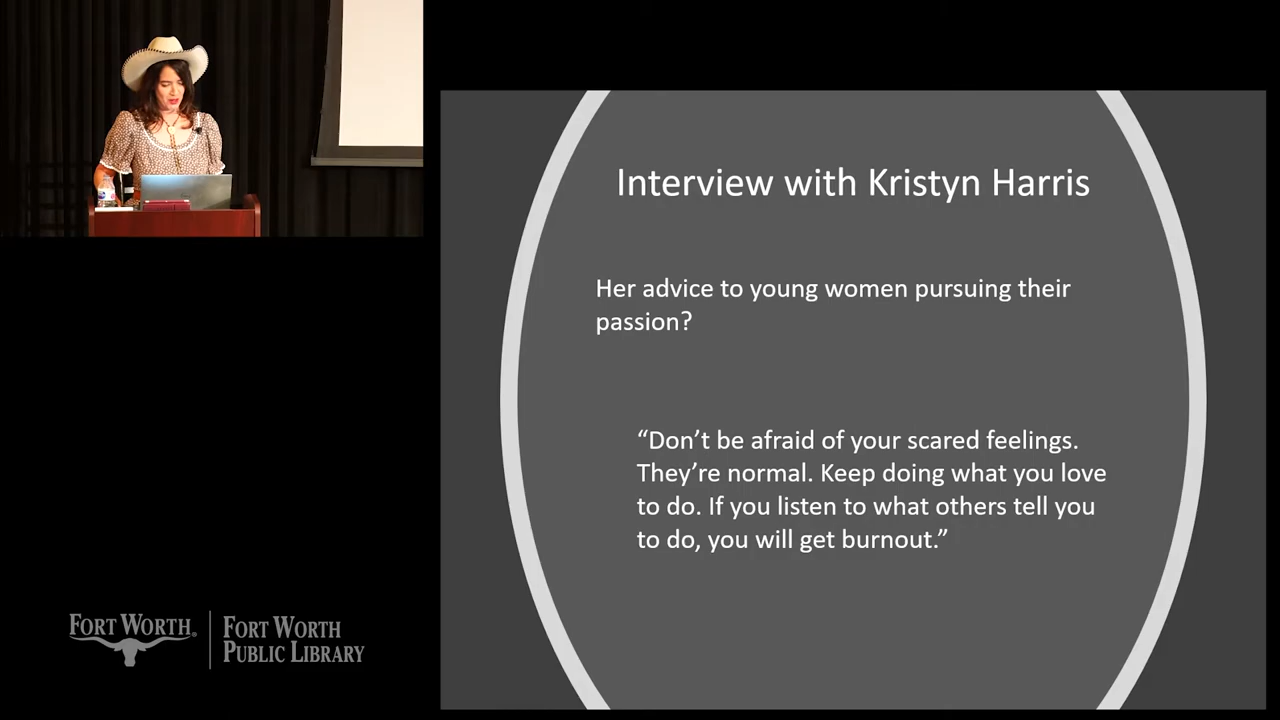 Interview with Kristyn Harris
Her advice to young women pursuing their
passion?
“Don’t be afraid of your scared feelings.
They’re normal. Keep doing what you love
to do. If you listen to what others tell you
to do, you will get burnout.”
FORT WORTH®
FORT WORTH
PUBLIC LIBRARY